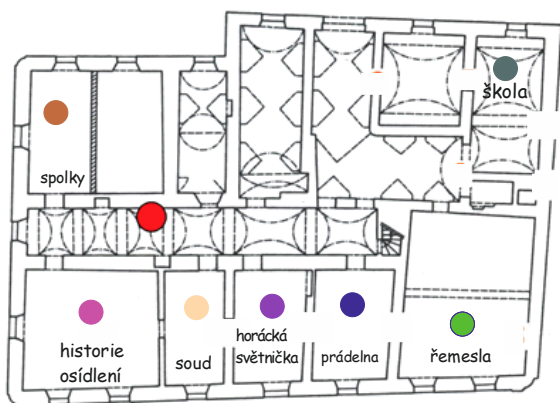 škola
spolky
historie
osídlení
soud
horácká
světnička
prádelna
řemesla